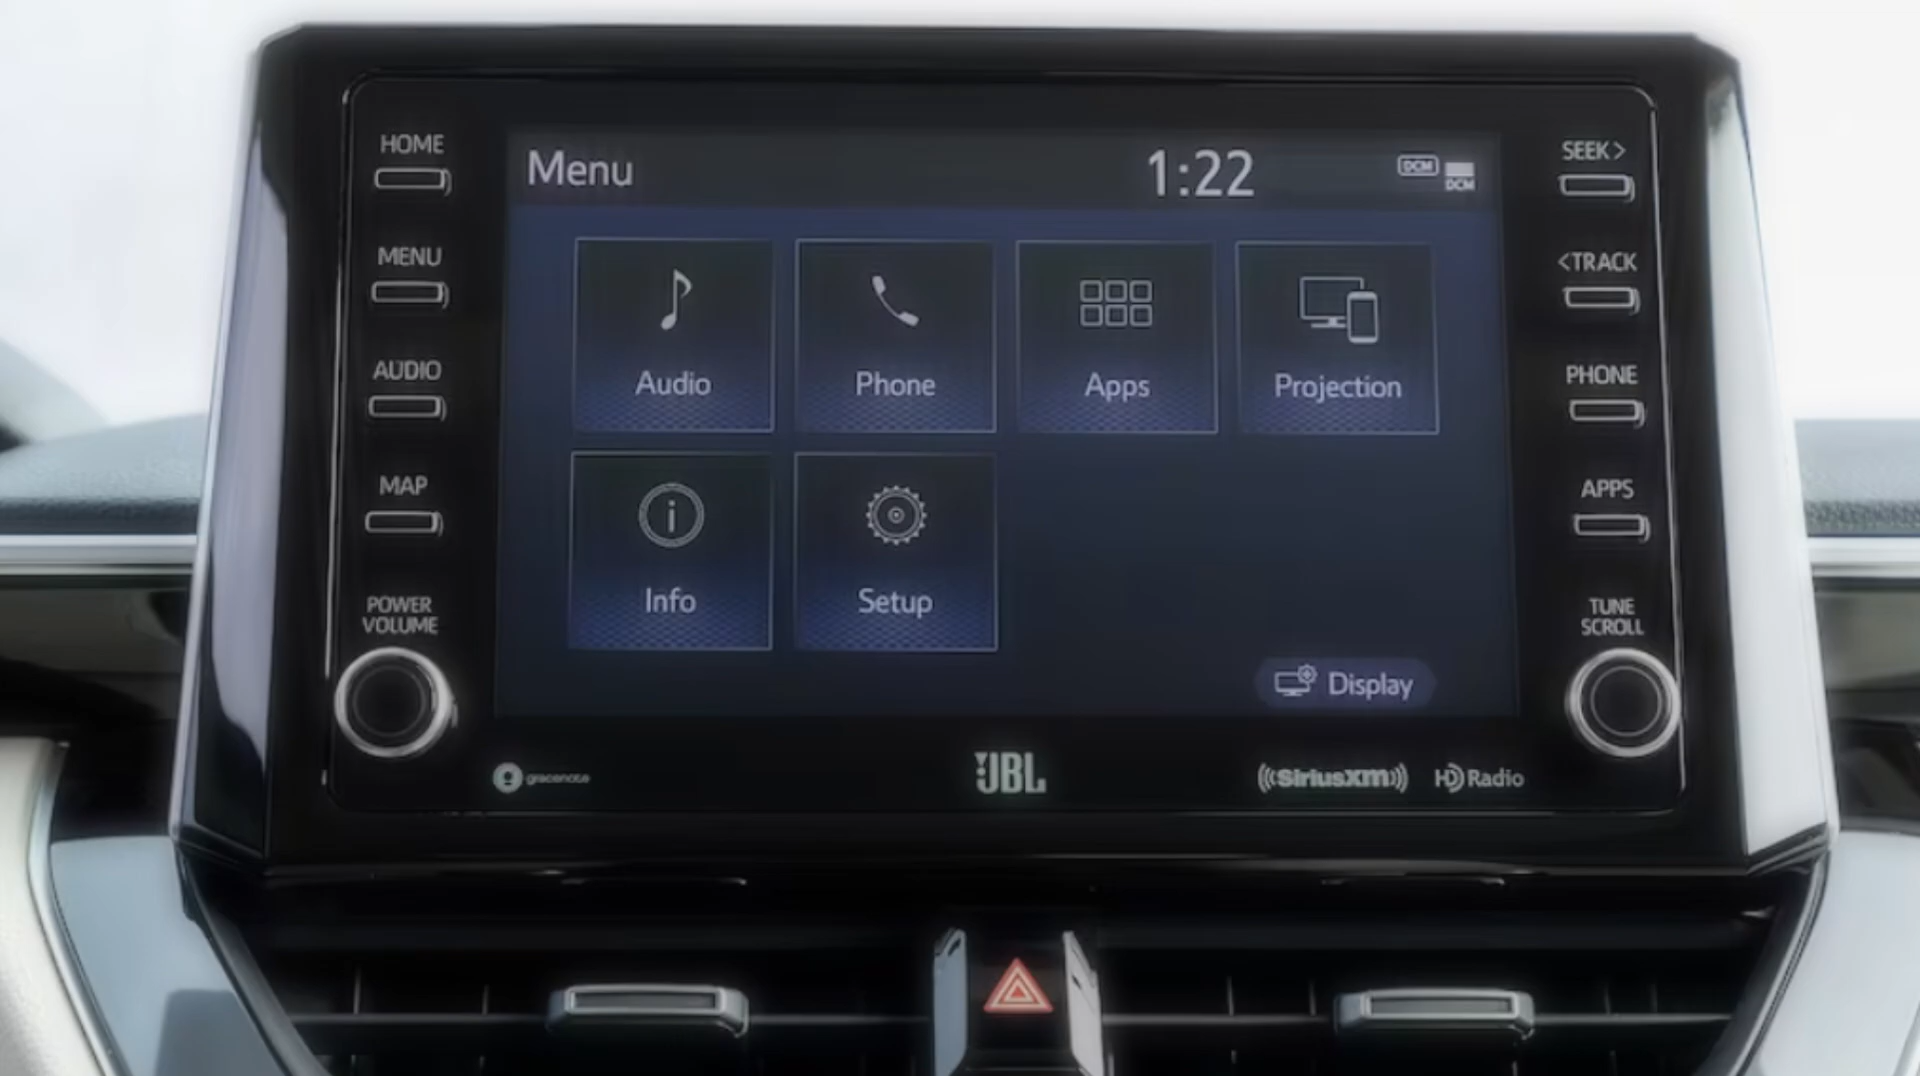 HOME
MENU
AUDIO
MAP
POWER
VOLUME
Menu
1:22
DCM
DCM
Audio
Phone
Apps
Projection
Info
Setup
Display
SEEK>
<TRACK
PHONE
APPS
TUNE
SCROLL
gracenote
JBL
SiriusXM
HD Radio